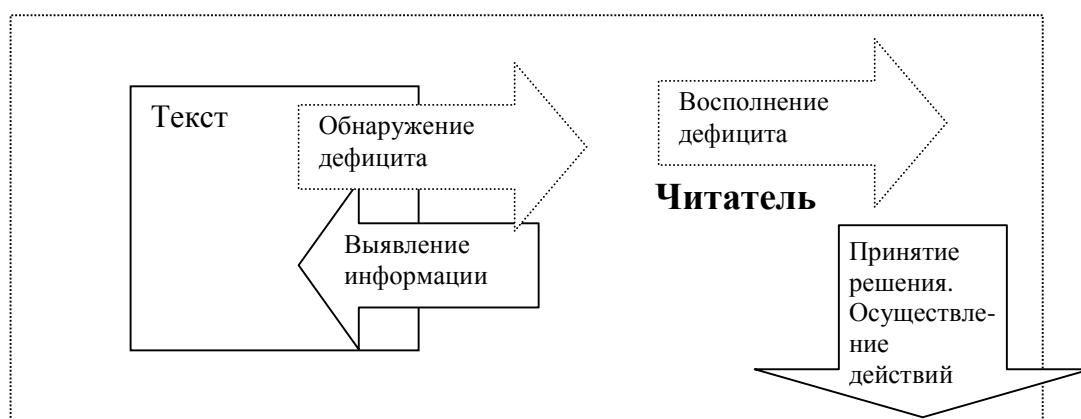 Текст
Обнаружение
дефицита
Восполнение
дефицита
Читатель
Выявление
информации
Принятие
решения.
Осуществле-
ние
действий